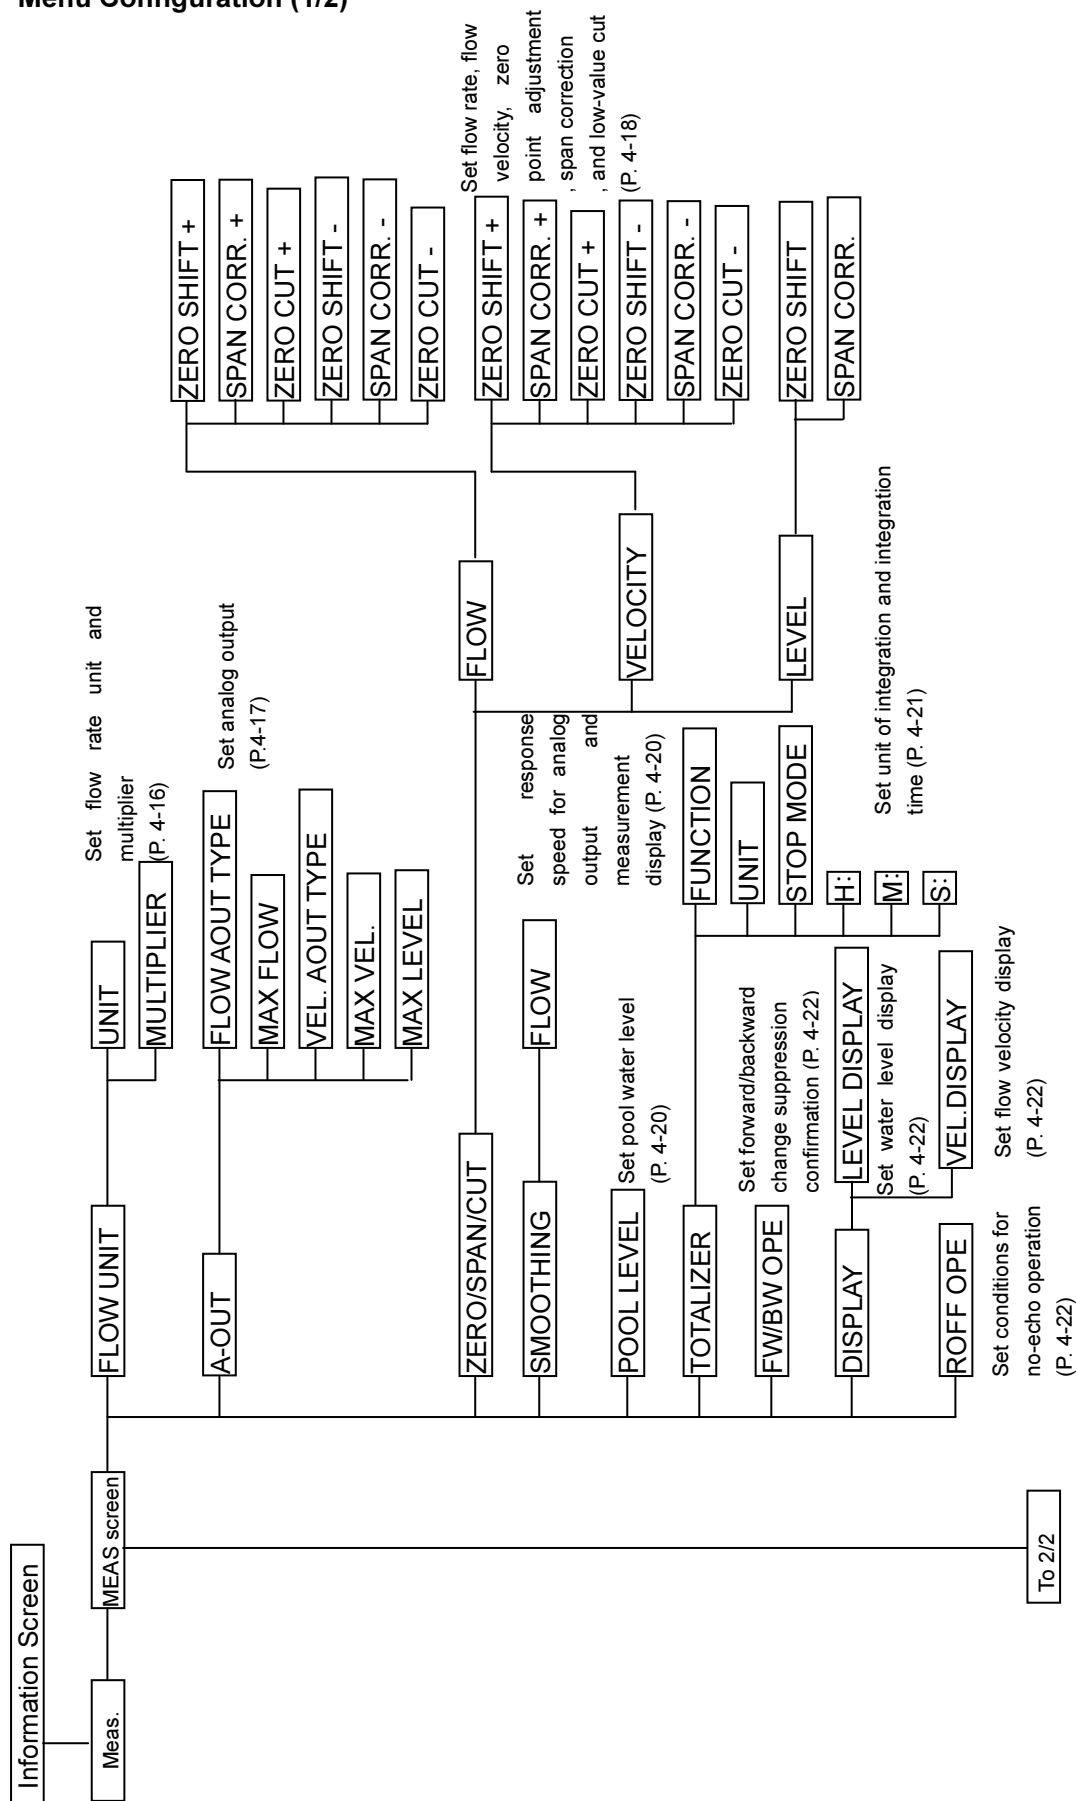 Menu Configuration (1/2)
Information Screen
Meas.
MEAS screen
FLOW UNIT
UNIT
MULTIPLIER
Set flow rate unit and
multiplier
(P. 4-16)
A-OUT
FLOW AOUT TYPE
MAX FLOW
VEL. AOUT TYPE
MAX VEL.
MAX LEVEL
Set analog output
(P.4-17)
ZERO/SPAN/CUT
FLOW
ZERO SHIFT +
SPAN CORR. +
ZERO CUT +
ZERO SHIFT -
SPAN CORR. -
ZERO CUT -
VELOCITY
ZERO SHIFT +
SPAN CORR. +
ZERO CUT +
ZERO SHIFT -
SPAN CORR. -
ZERO CUT -
Set flow rate, flow
velocity, zero
point adjustment
, span correction
, and low-value cut
(P. 4-18)
LEVEL
ZERO SHIFT
SPAN CORR.
SMOOTHING
FLOW
Set response
speed for analog
output and
measurement
display (P. 4-20)
POOL LEVEL
Set pool water level
(P. 4-20)
TOTALIZER
FUNCTION
UNIT
STOP MODE
H:
M:
S:
Set unit of integration and integration
time (P. 4-21)
FW/BW OPE
Set forward/backward
change suppression
confirmation (P. 4-22)
DISPLAY
LEVEL DISPLAY
Set water level display
(P. 4-22)
VEL.DISPLAY
Set flow velocity display
(P. 4-22)
ROFF OPE
Set conditions for
no-echo operation
(P. 4-22)
To 2/2